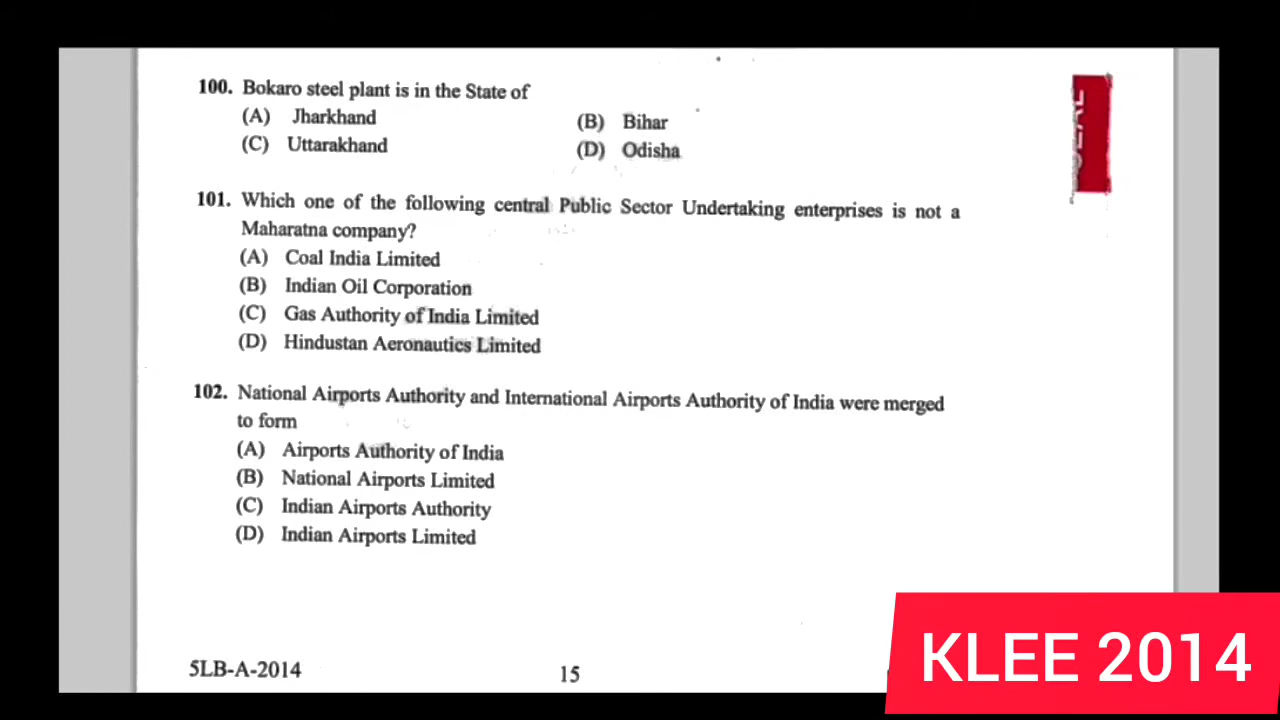 100. Bokaro steel plant is in the State of
(A) Jharkhand (B) Bihar
(C) Uttarakhand (D) Odisha
101. Which one of the following central Public Sector Undertaking enterprises is not a
Maharatna company?
(A) Coal India Limited
(B) Indian Oil Corporation
(C) Gas Authority of India Limited
(D) Hindustan Aeronautics Limited
102. National Airports Authority and International Airports Authority of India were merged
to form
(A) Airports Authority of India
(B) National Airports Limited
(C) Indian Airports Authority
(D) Indian Airports Limited
5LB-A-2014 15
KLEE 2014